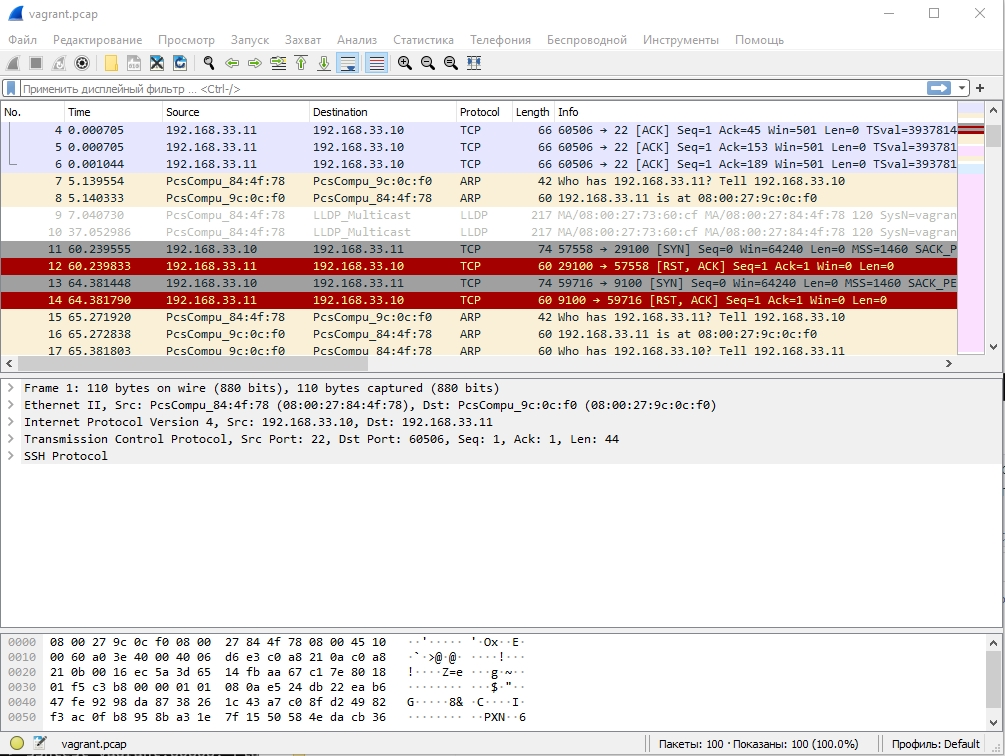 vagrant.pcap
Файл Редактирование Просмотр Запуск Захват Анализ Статистика Телефония Беспроводной Инструменты Помощь
Применить дисплейный фильтр ... <Ctrl-/>
No. Time Source Destination Protocol Length Info
4 0.000705 192.168.33.11 192.168.33.10 TCP 66 60506 → 22 [ACK] Seq=1 Ack=45 Win=501 Len=0 TSval=3937814
5 0.000705 192.168.33.11 192.168.33.10 TCP 66 60506 → 22 [ACK] Seq=1 Ack=153 Win=501 Len=0 TSval=393781
6 0.001044 192.168.33.11 192.168.33.10 TCP 66 60506 → 22 [ACK] Seq=1 Ack=189 Win=501 Len=0 TSval=393781
7 5.139554 PcsCompu_84:4f:78 PcsCompu_9c:0c:f0 ARP 42 Who has 192.168.33.11? Tell 192.168.33.10
8 5.140333 PcsCompu_9c:0c:f0 PcsCompu_84:4f:78 ARP 60 192.168.33.11 is at 08:00:27:9c:0c:f0
9 7.040730 PcsCompu_84:4f:78 LLDP_Multicast LLDP 217 MA/08:00:27:73:60:cf MA/08:00:27:84:4f:78 120 SysN=vagran
10 37.052986 PcsCompu_84:4f:78 LLDP_Multicast LLDP 217 MA/08:00:27:73:60:cf MA/08:00:27:84:4f:78 120 SysN=vagran
11 60.239555 192.168.33.10 192.168.33.11 TCP 74 57558 → 29100 [SYN] Seq=0 Win=64240 Len=0 MSS=1460 SACK_P
12 60.239833 192.168.33.11 192.168.33.10 TCP 60 29100 → 57558 [RST, ACK] Seq=1 Ack=1 Win=0 Len=0
13 64.381448 192.168.33.10 192.168.33.11 TCP 74 59716 → 9100 [SYN] Seq=0 Win=64240 Len=0 MSS=1460 SACK_PE
14 64.381790 192.168.33.11 192.168.33.10 TCP 60 9100 → 59716 [RST, ACK] Seq=1 Ack=1 Win=0 Len=0
15 65.271920 PcsCompu_84:4f:78 PcsCompu_9c:0c:f0 ARP 42 Who has 192.168.33.11? Tell 192.168.33.10
16 65.272838 PcsCompu_9c:0c:f0 PcsCompu_84:4f:78 ARP 60 192.168.33.11 is at 08:00:27:9c:0c:f0
17 65.381803 PcsCompu_9c:0c:f0 PcsCompu_84:4f:78 ARP 60 Who has 192.168.33.10? Tell 192.168.33.11
Frame 1: 110 bytes on wire (880 bits), 110 bytes captured (880 bits)
Ethernet II, Src: PcsCompu_84:4f:78 (08:00:27:84:4f:78), Dst: PcsCompu_9c:0c:f0 (08:00:27:9c:0c:f0)
Internet Protocol Version 4, Src: 192.168.33.10, Dst: 192.168.33.11
Transmission Control Protocol, Src Port: 22, Dst Port: 60506, Seq: 1, Ack: 1, Len: 44
SSH Protocol
0000 08 00 27 9c 0c f0 08 00 27 84 4f 78 08 00 45 10 ··'····· '·Ox··E·
0010 00 60 a0 3e 40 00 40 06 d6 e3 c0 a8 21 0a c0 a8 ·`·>@·@· ····!···
0020 21 0b 00 16 ec 5a 3d 65 14 fb aa 67 c1 7e 80 18 !····Z=e ···g·~··
0030 01 f5 c3 b8 00 00 01 01 08 0a e5 24 db 22 ea b6 ········ ···$·"··
0040 47 fe 92 98 da 87 38 26 1c 43 a7 c0 8f d2 49 82 G·····8& ·C····I·
0050 f3 ac 0f b8 95 8b a3 1e 7f 15 50 58 4e da cb 36 ········ ··PXN··6
vagrant.pcap Пакеты: 100 · Показаны: 100 (100.0%) Профиль: Default